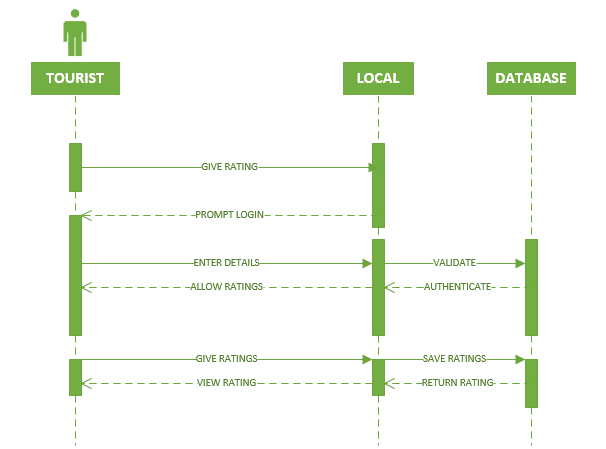 TOURIST
LOCAL
DATABASE
GIVE RATING
PROMPT LOGIN
ENTER DETAILS
VALIDATE
ALLOW RATINGS
AUTHENTICATE
GIVE RATINGS
SAVE RATINGS
VIEW RATING
RETURN RATING